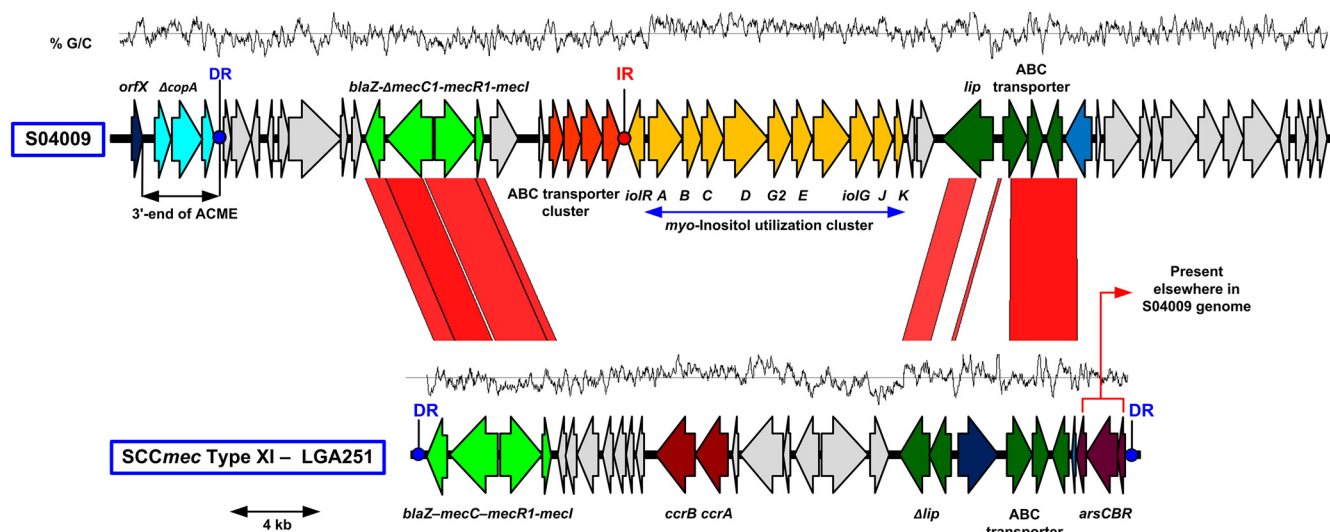 % G/C
orfX ΔcopA DR blaZ-ΔmecC1-mecR1-mecI IR lip ABC
transporter
S04009
3'-end of ACME
ABC transporter
cluster
iolR A B C D G2 E iolG J K
myo-Inositol utilization cluster
Present
elsewhere in
S04009 genome
DR DR
SCCmec Type XI – LGA251
4 kb
blaZ–mecC–mecR1-mecI ccrB ccrA Δlip ABC arsCBR
transporter